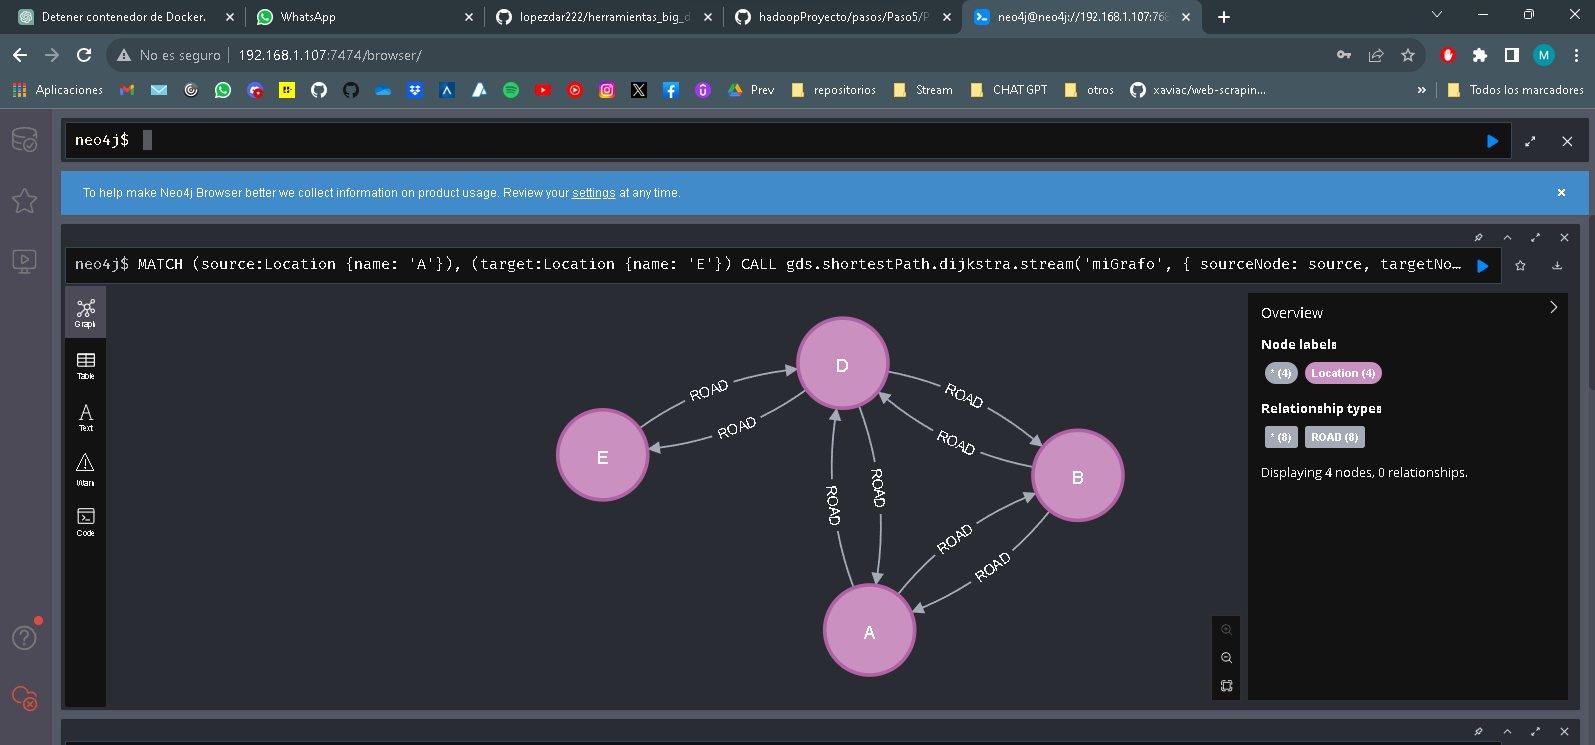 Detener contenedor de Docker.
WhatsApp
lopezdar222/herramientas_big_d
hadoopProyecto/pasos/Paso5/P
neo4j@neo4j://192.168.1.107:768
No es seguro
192.168.1.107:7474/browser/
M
Aplicaciones
Prev
repositorios
Stream
CHAT GPT
otros
xaviac/web-scrapin...
»
Todos los marcadores
neo4j$
To help make Neo4j Browser better we collect information on product usage. Review your settings at any time.
neo4j$ MATCH (source:Location {name: 'A'}), (target:Location {name: 'E'}) CALL gds.shortestPath.dijkstra.stream('miGrafo', { sourceNode: source, targetNo…
Graph
Table
A
Text
Warn
Code
D
E
B
A
ROAD
ROAD
ROAD
ROAD
ROAD
ROAD
ROAD
ROAD
Overview
Node labels
* (4)
Location (4)
Relationship types
* (8)
ROAD (8)
Displaying 4 nodes, 0 relationships.